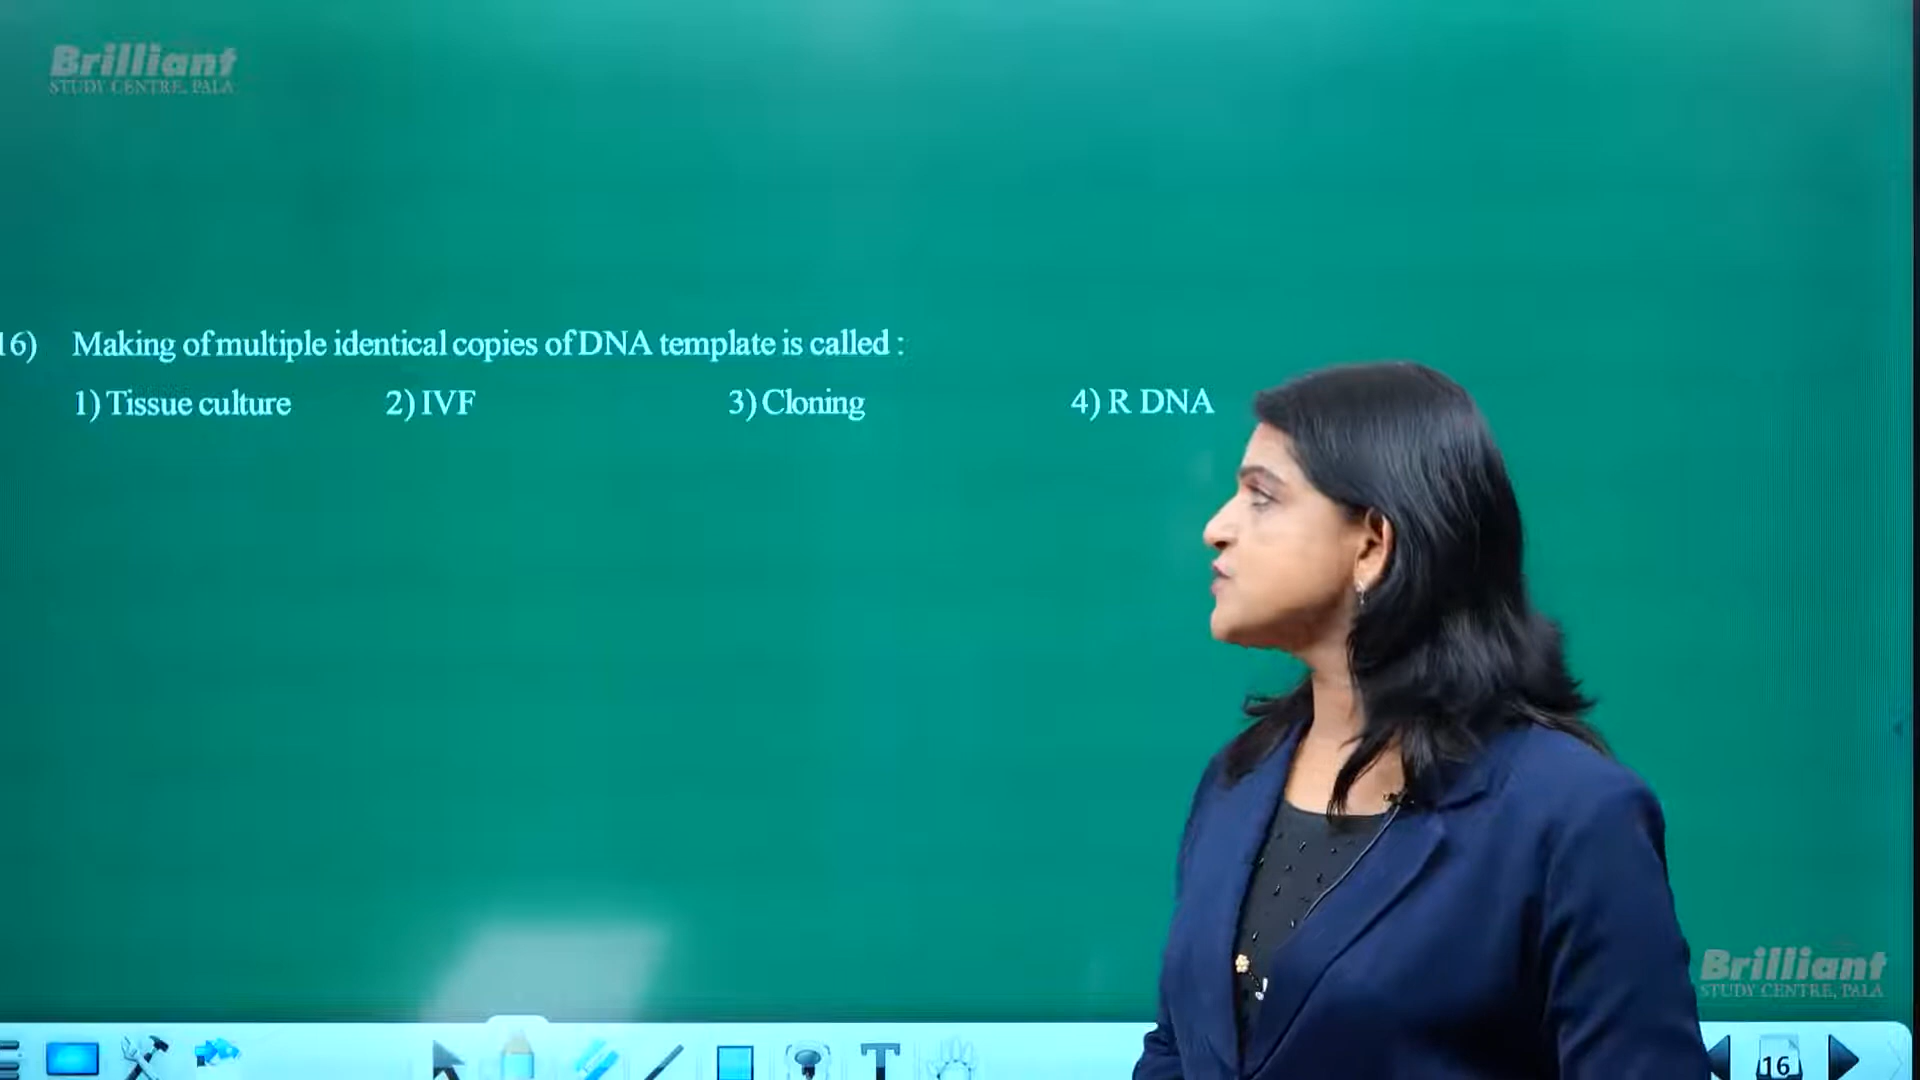 Brilliant
STUDY CENTRE, PALA
16) Making of multiple identical copies of DNA template is called :
1) Tissue culture 2) IVF 3) Cloning 4) R DNA
Brilliant
STUDY CENTRE, PALA
T
16